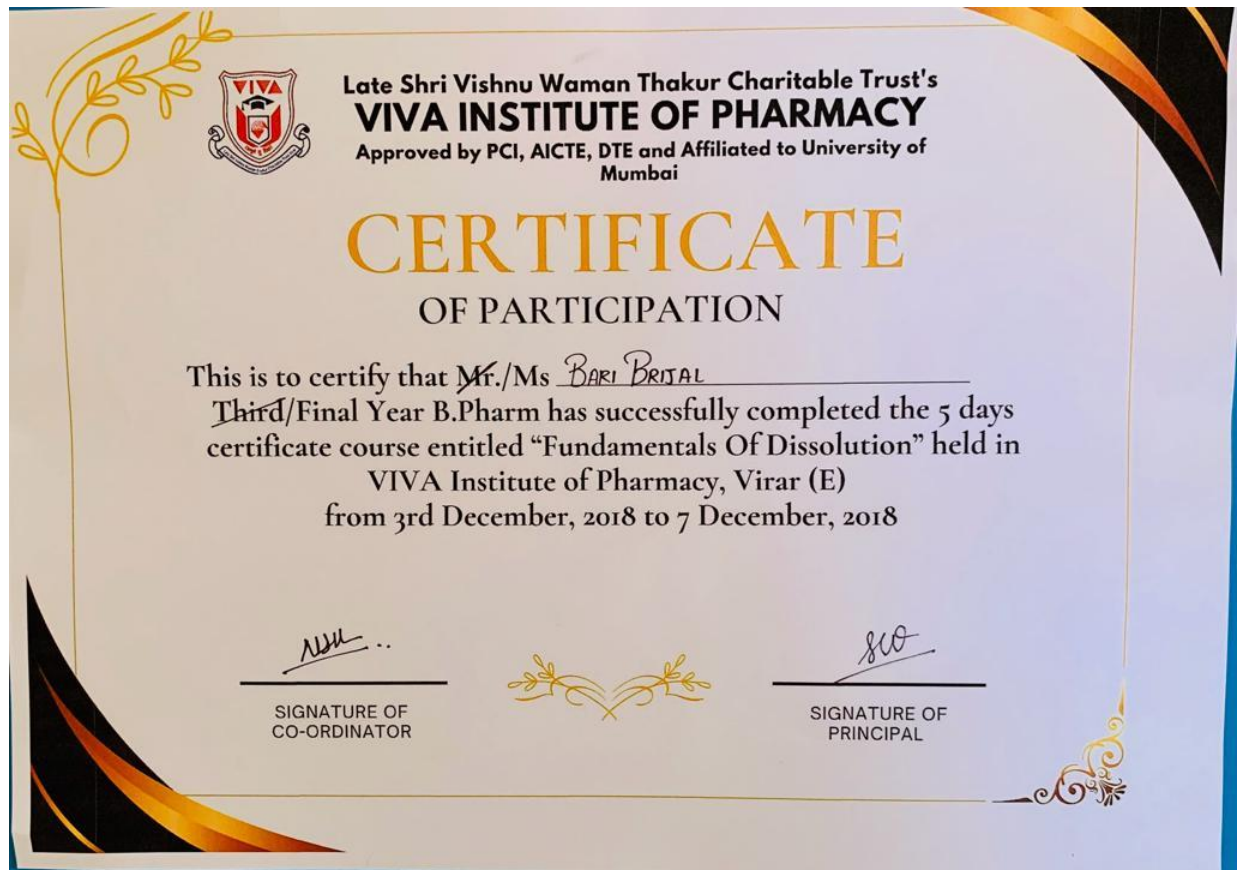 VIVA
Late Shri Vishnu Waman Thakur Charitable Trust's
VIVA INSTITUTE OF PHARMACY
Approved by PCI, AICTE, DTE and Affiliated to University of
Mumbai
CERTIFICATE
OF PARTICIPATION
This is to certify that Mr./Ms BARI BRIJAL
Third/Final Year B.Pharm has successfully completed the 5 days
certificate course entitled “Fundamentals Of Dissolution” held in
VIVA Institute of Pharmacy, Virar (E)
from 3rd December, 2018 to 7 December, 2018
SIGNATURE OF
CO-ORDINATOR
SIGNATURE OF
PRINCIPAL